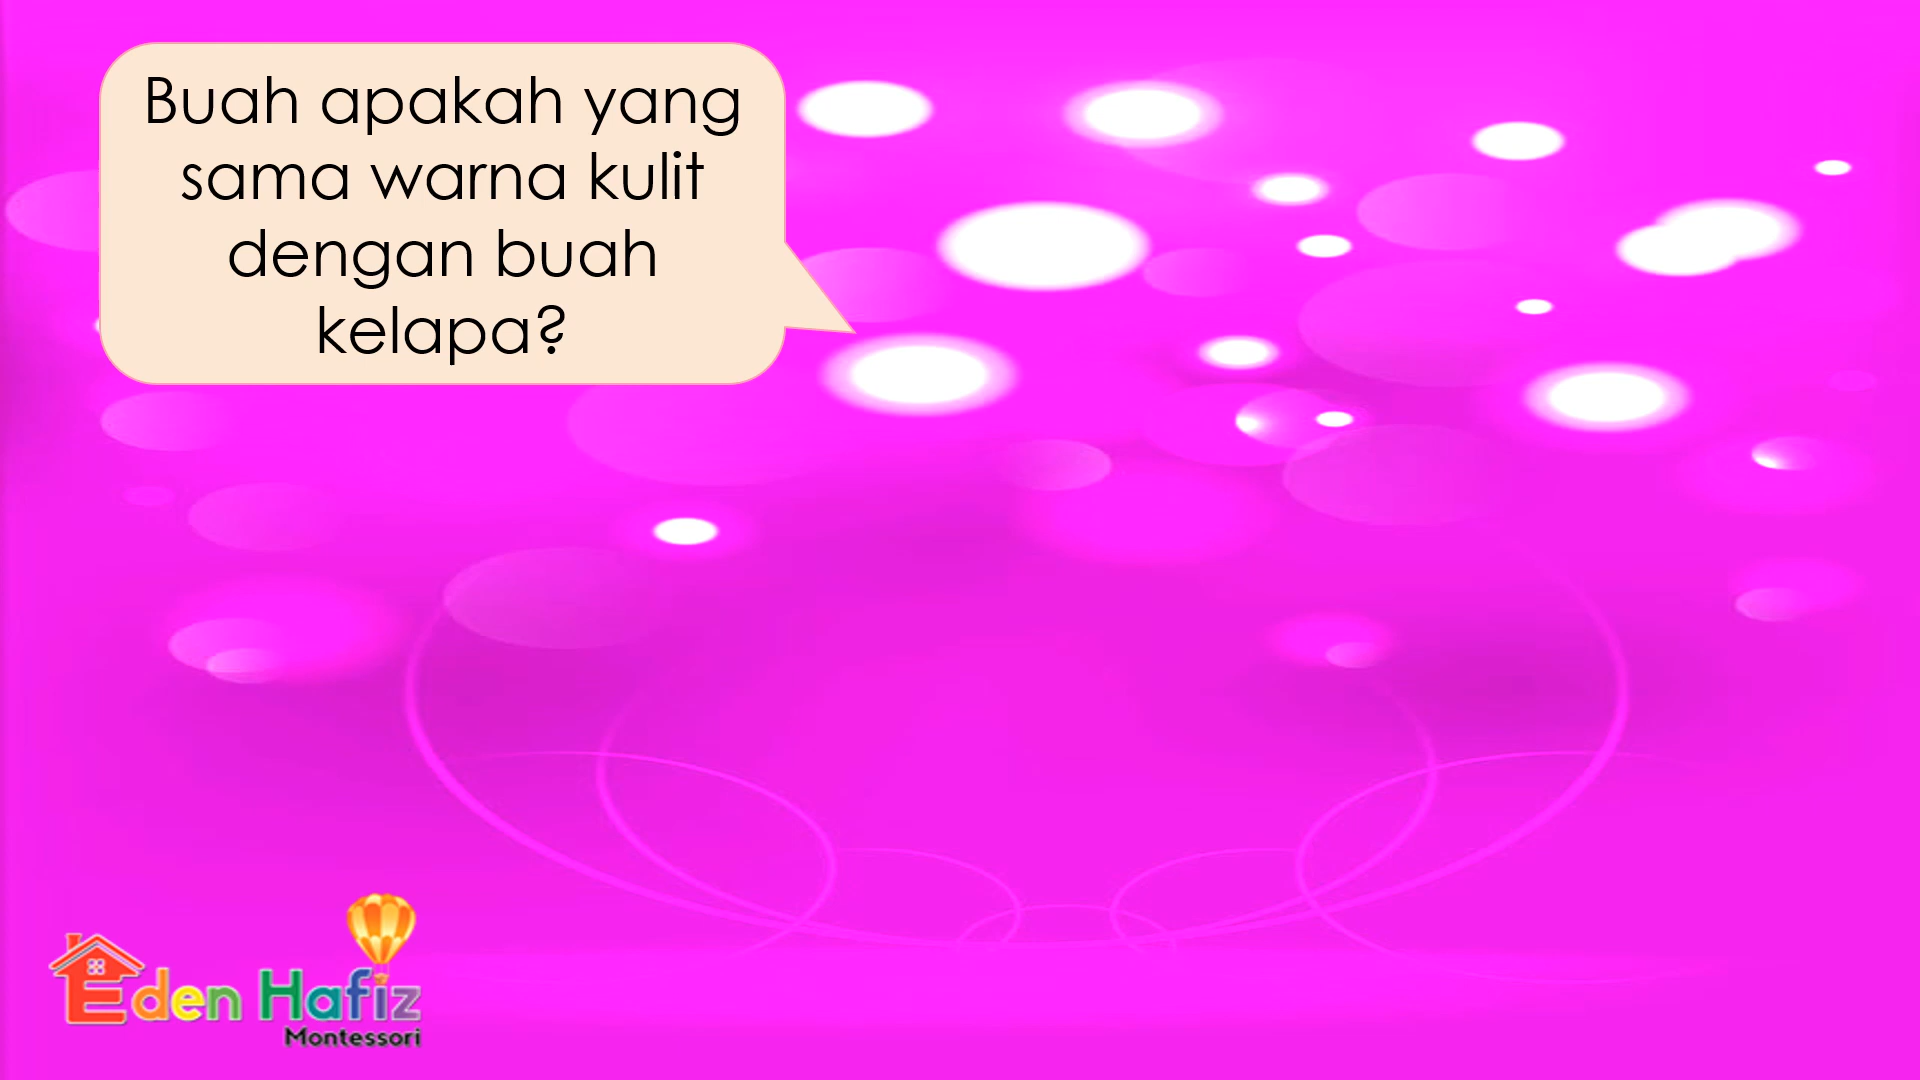 Buah apakah yang
sama warna kulit
dengan buah
kelapa?
Eden Hafiz
Montessori